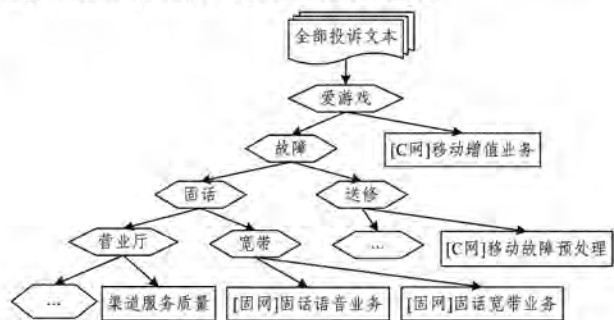 全部投诉文本
爱游戏
故障
[C网]移动增值业务
固话
送修
营业厅
宽带
...
[C网]移动故障预处理
...
渠道服务质量
[固网]固话语音业务
[固网]固话宽带业务